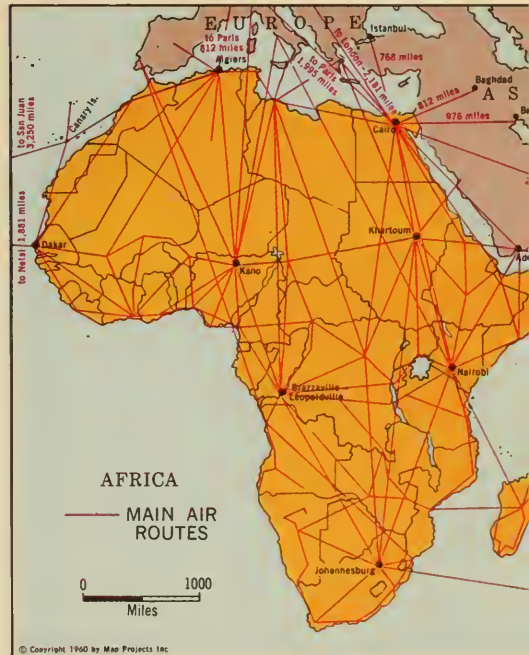 EUROPE
to Paris
812 miles
Algiers
to Paris
1,995 miles
to London-2,181 miles
Istanbul
768 miles
Baghdad
812 miles
AS
976 miles
Cairo
to San Juan
3,250 miles
Canary Is.
to Natal 1,881 miles
Dakar
Kano
Khartoum
Ade
Nairobi
Brazzaville
Leopoldville
Johannesburg
AFRICA
MAIN AIR
ROUTES
0 1000
Miles
© Copyright 1960 by Map Projects Inc